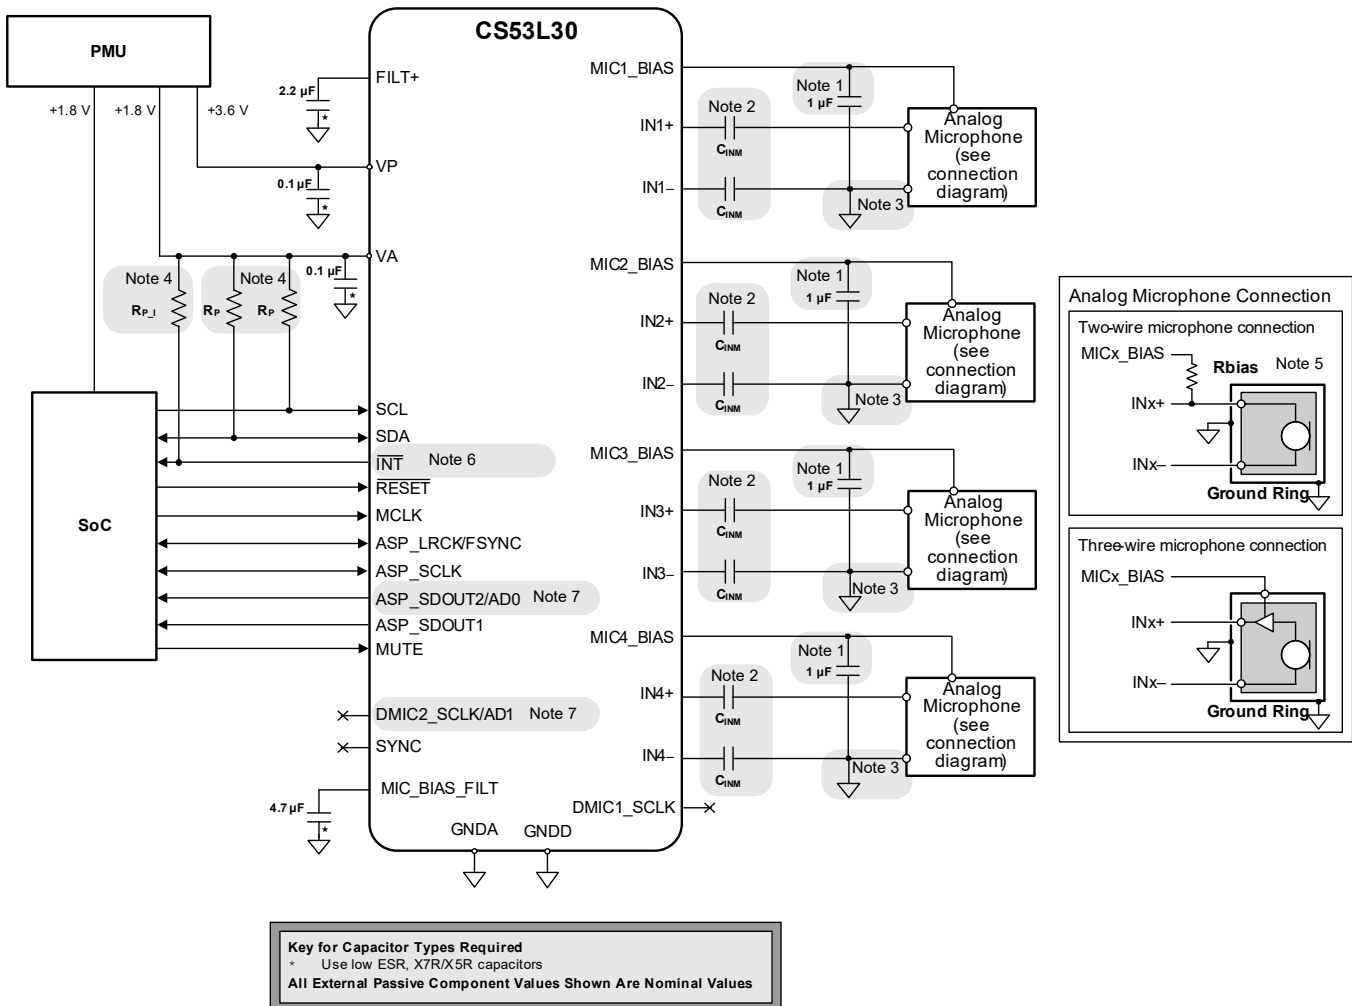 CS53L30
PMU
+1.8 V
+1.8 V
+3.6 V
2.2 µF
*
FILT+
0.1 µF
*
VP
0.1 µF
*
VA
Note 4
R_P_I
Note 4
R_P
R_P
SoC
SCL
SDA
INT
Note 6
RESET
MCLK
ASP_LRCK/FSYNC
ASP_SCLK
ASP_SDOUT2/AD0
Note 7
ASP_SDOUT1
MUTE
DMIC2_SCLK/AD1
Note 7
SYNC
MIC_BIAS_FILT
4.7 µF
*
GNDA
GNDD
DMIC1_SCLK
MIC1_BIAS
Note 1
1 µF
Note 2
IN1+
C_INM
IN1–
C_INM
Note 3
Analog
Microphone
(see
connection
diagram)
MIC2_BIAS
Note 1
1 µF
Note 2
IN2+
C_INM
IN2–
C_INM
Note 3
Analog
Microphone
(see
connection
diagram)
MIC3_BIAS
Note 1
1 µF
Note 2
IN3+
C_INM
IN3–
C_INM
Note 3
Analog
Microphone
(see
connection
diagram)
MIC4_BIAS
Note 1
1 µF
Note 2
IN4+
C_INM
IN4–
C_INM
Note 3
Analog
Microphone
(see
connection
diagram)
Analog Microphone Connection
Two-wire microphone connection
MICx_BIAS
Rbias
Note 5
INx+
INx–
Ground Ring
Three-wire microphone connection
MICx_BIAS
INx+
INx–
Ground Ring
Key for Capacitor Types Required
* Use low ESR, X7R/X5R capacitors
All External Passive Component Values Shown Are Nominal Values